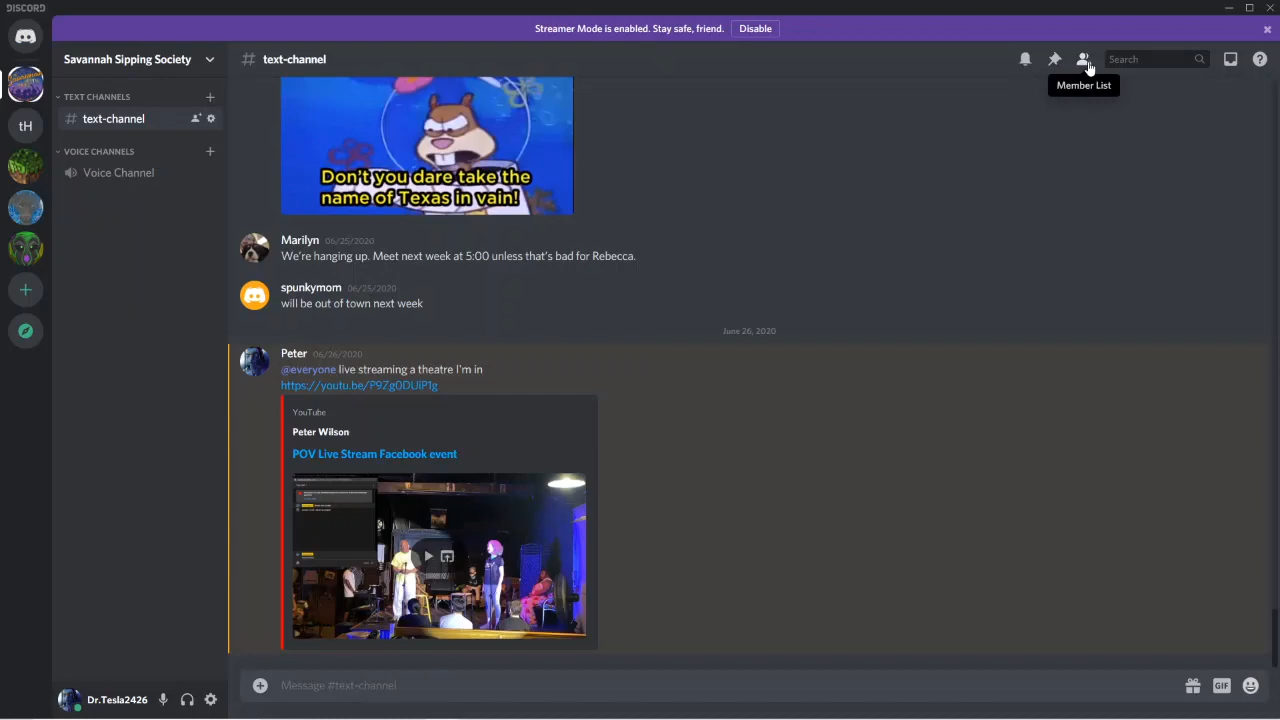 DISCORD
Streamer Mode is enabled. Stay safe, friend.
Disable
Savannah Sipping Society
text-channel
Search
Member List
TEXT CHANNELS
text-channel
VOICE CHANNELS
Voice Channel
tH
Don't you dare take the
name of Texas in vain!
Marilyn 06/25/2020
We're hanging up. Meet next week at 5:00 unless that's bad for Rebecca.
spunkymom 06/25/2020
will be out of town next week
June 26, 2020
Peter 06/26/2020
@everyone live streaming a theatre I'm in
YouTube
Peter Wilson
POV Live Stream Facebook event
Message #text-channel
GIF
Dr.Tesla2426